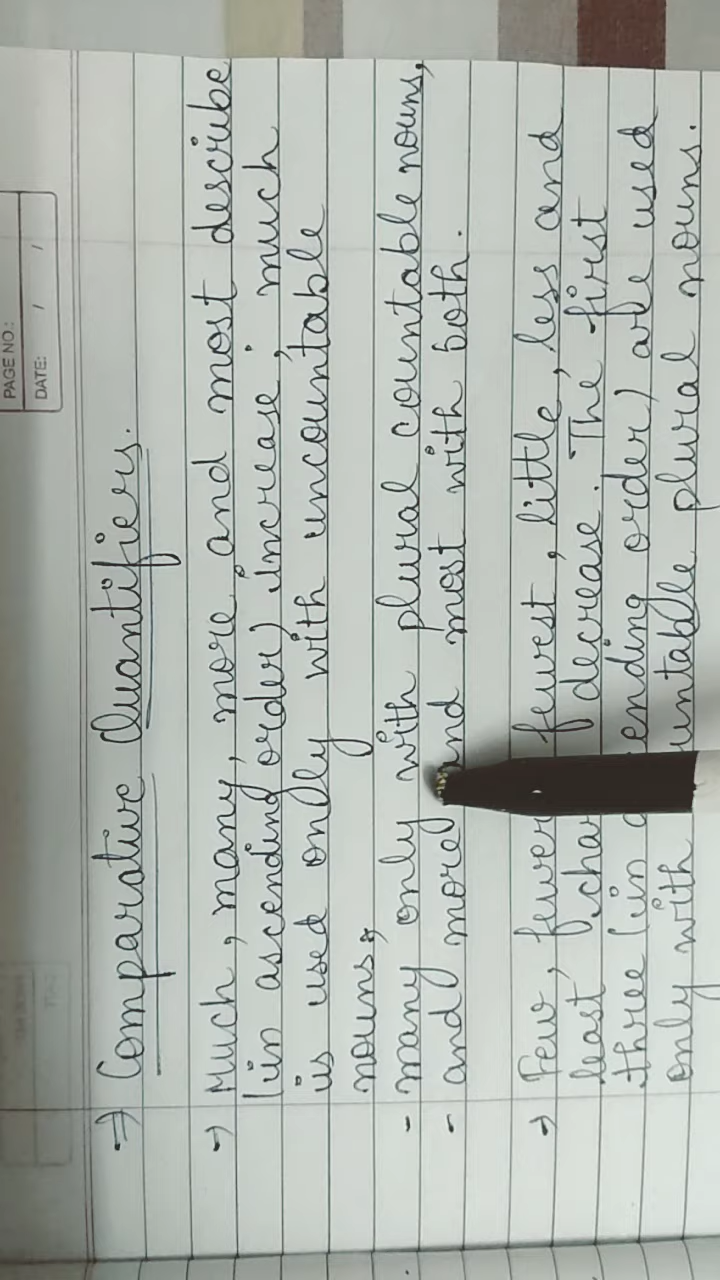 PAGE NO.:
DATE: / /
⇒ Comparative Quantifiers.
→ Much, many, more and most describe
(in ascending order) increase; much
is used only with uncountable
nouns,
- many only with plural countable nouns,
- and more and most with both.
→ Few, fewer fewest, little, less and
least, decrease. The first
three (in order) are used
only with plural nouns.